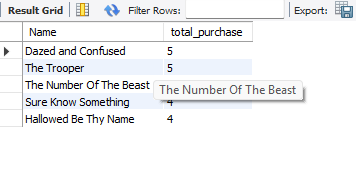 Result Grid Filter Rows: Export:
Name total_purchase
Dazed and Confused 5
The Trooper 5
The Number Of The Beast
The Number Of The Beast
Sure Know Something 4
Hallowed Be Thy Name 4